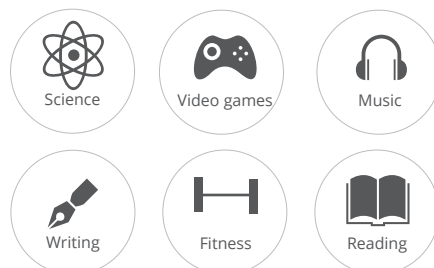 Science
Video games
Music
Writing
Fitness
Reading